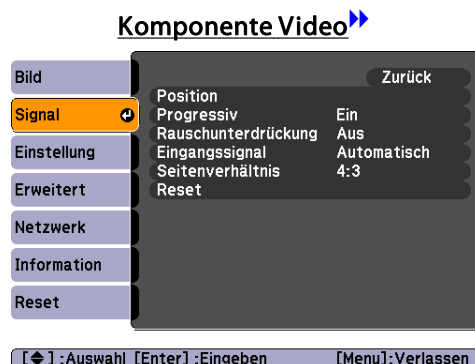 Komponente Video
Bild
Signal
Einstellung
Erweitert
Netzwerk
Information
Reset
Zurück
Position
Progressiv Ein
Rauschunterdrückung Aus
Eingangssignal Automatisch
Seitenverhältnis 4:3
Reset
[◆] :Auswahl [Enter] :Eingeben [Menu]:Verlassen